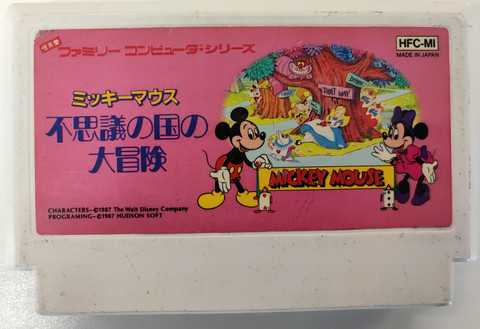 任天堂 ファミリー コンピュータ・シリーズ
HFC-MI
MADE IN JAPAN
ミッキーマウス
不思議の国の
大冒険
THAT WAY
MICKEY MOUSE
CHARACTERS-©1987 The Walt Disney Company
PROGRAMING-©1987 HUDSON SOFT